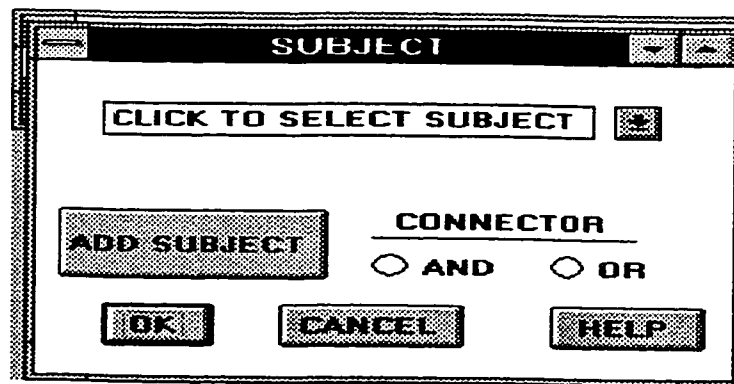 SUBJECT
CLICK TO SELECT SUBJECT
ADD SUBJECT
CONNECTOR
AND OR
OK CANCEL HELP